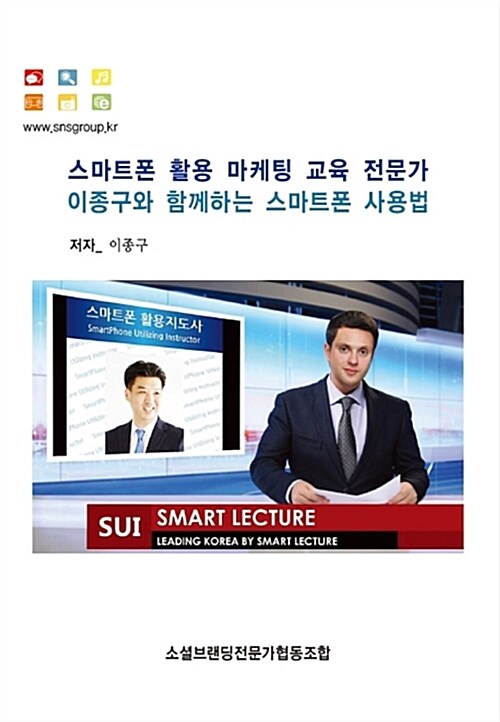 www.snsgroup.kr
스마트폰 활용 마케팅 교육 전문가
이종구와 함께하는 스마트폰 사용법
저자_ 이종구
스마트폰 활용지도사
SmartPhone Utilizing Instructor
SUI
SMART LECTURE
LEADING KOREA BY SMART LECTURE
소셜브랜딩전문가협동조합